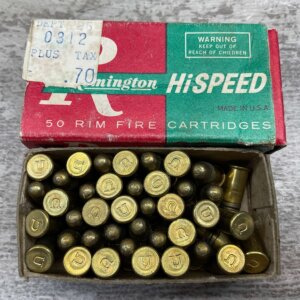 DEPT 75
0312
PLUS TAX
.70
Remington
HiSPEED
WARNING
KEEP OUT OF
REACH OF CHILDREN
MADE IN U.S.A.
50 RIM FIRE CARTRIDGES